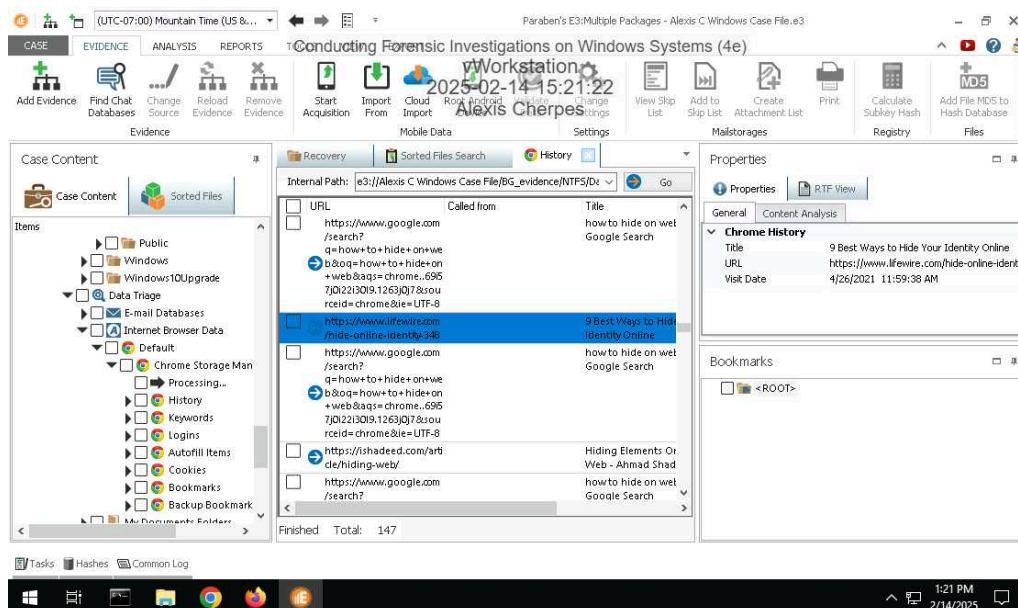 (UTC-07:00) Mountain Time (US &...
Paraben's E3:Multiple Packages - Alexis C Windows Case File.e3
CASE EVIDENCE ANALYSIS REPORTS
Conducting Forensic Investigations on Windows Systems (4e)
vWorkstation
2025-02-14 15:21:22
Alexis Cherpes
Add Evidence
Find Chat Databases
Change Source
Reload Evidence
Remove Evidence
Start Acquisition
Import From
Cloud Import
Root Android
Change Settings
View Skip List
Add to Skip List
Create Attachment List
Print
Calculate Subkey Hash
MD5
Add File MD5 to Hash Database
Evidence
Mobile Data
Settings
Mailstorages
Registry
Files
Case Content
Case Content
Sorted Files
Items
Public
Windows
Windows10Upgrade
Data Triage
E-mail Databases
Internet Browser Data
Default
Chrome Storage Man
Processing...
History
Keywords
Logins
Autofill Items
Cookies
Bookmarks
Backup Bookmark
My Documents Folders
Recovery
Sorted Files Search
History
Internal Path: e3://Alexis C Windows Case File/BG_evidence/NTFS/De
Go
URL Called from Title
https://www.google.com
/search?
q=how+to+hide+on+we
b&oq=how+to+hide+on
+web&aqs=chrome..69i5
7j0i22i30l9.1263j0j7&sou
rceid=chrome&ie=UTF-8
how to hide on web
Google Search
https://www.lifewire.com
/hide-online-identity-348
9 Best Ways to Hide
Identity Online
https://www.google.com
/search?
q=how+to+hide+on+we
b&oq=how+to+hide+on
+web&aqs=chrome..69i5
7j0i22i30l9.1263j0j7&sou
rceid=chrome&ie=UTF-8
how to hide on web
Google Search
https://ishadeed.com/arti
cle/hiding-web/
Hiding Elements On
Web - Ahmad Shad
https://www.google.com
/search?
how to hide on web
Google Search
Finished Total: 147
Properties
Properties
RTF View
General
Content Analysis
Chrome History
Title 9 Best Ways to Hide Your Identity Online
URL https://www.lifewire.com/hide-online-ident
Visit Date 4/26/2021 11:59:38 AM
Bookmarks
<ROOT>
Tasks Hashes Common Log
1:21 PM
2/14/2025